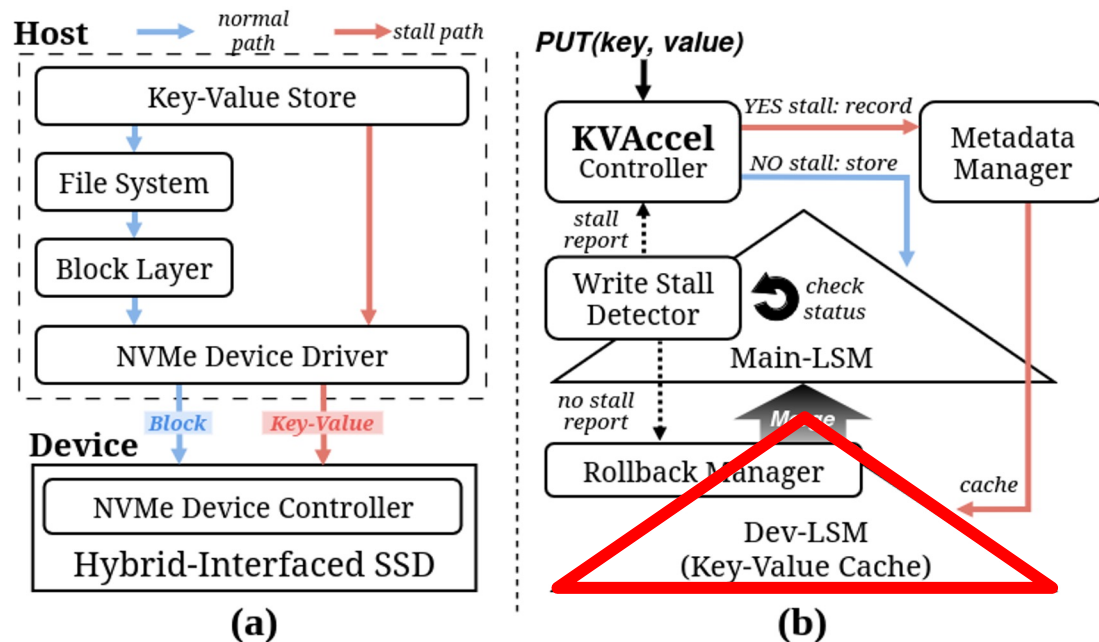 Host
normal
path
stall path
Key-Value Store
File System
Block Layer
NVMe Device Driver
Block
Key-Value
Device
NVMe Device Controller
Hybrid-Interfaced SSD
(a)
PUT(key, value)
KVAccel
Controller
YES stall: record
NO stall: store
Metadata
Manager
stall
report
Write Stall
Detector
check
status
Main-LSM
no stall
report
Merge
Rollback Manager
cache
Dev-LSM
(Key-Value Cache)
(b)